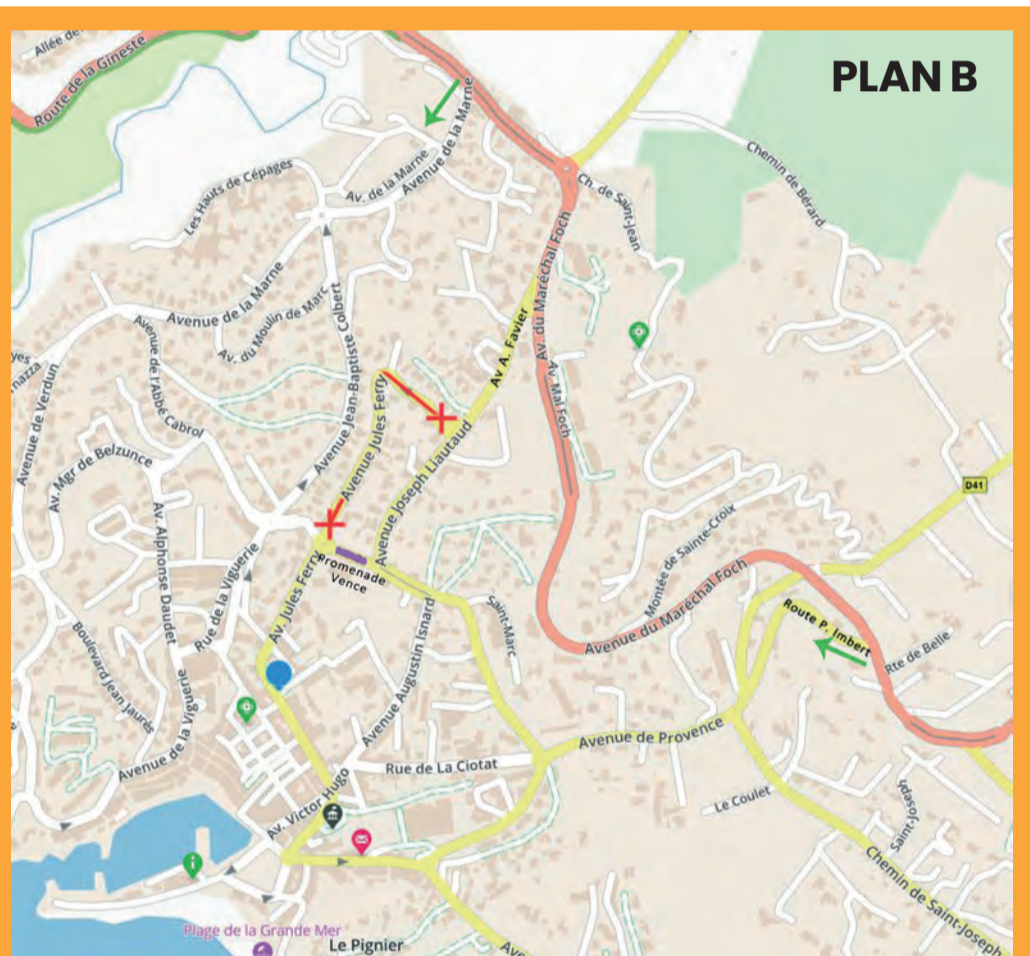 PLAN B
Allée de
Route de la Gineste
Avenue de la Marne
Chemin de Bérard
Les Hauts de Cépages
Av. de la Marne
Ch. de Saint-Jean
Av. du Maréchal Foch
Avenue de la Marne
Av. du Moulin de Marc
Avenue Jean-Baptiste Colbert
Av A. Favier
Avenue de Verdun
Avenue de l'Abbé Cabrol
Avenue Jules Ferry
Av. Mal Foch
Av. Mgr de Belzunce
Avenue Joseph Liautaud
D41
Av. Alphonse Daudet
Rue de la Viguerie
Montée de Sainte-Croix
Promenade
Vence
Av. Jules Ferry
Saint-Marc
Avenue du Maréchal Foch
Route P. Imbert
Rte de Belle
Boulevard Jean Jaurès
Avenue Augustin Isnard
Avenue de la Viguerie
Avenue de Provence
Rue de La Ciotat
Av. Victor Hugo
Le Coulet
Saint-Joseph
Chemin de Saint-Joseph
Plage de la Grande Mer
Le Pignier
Ave